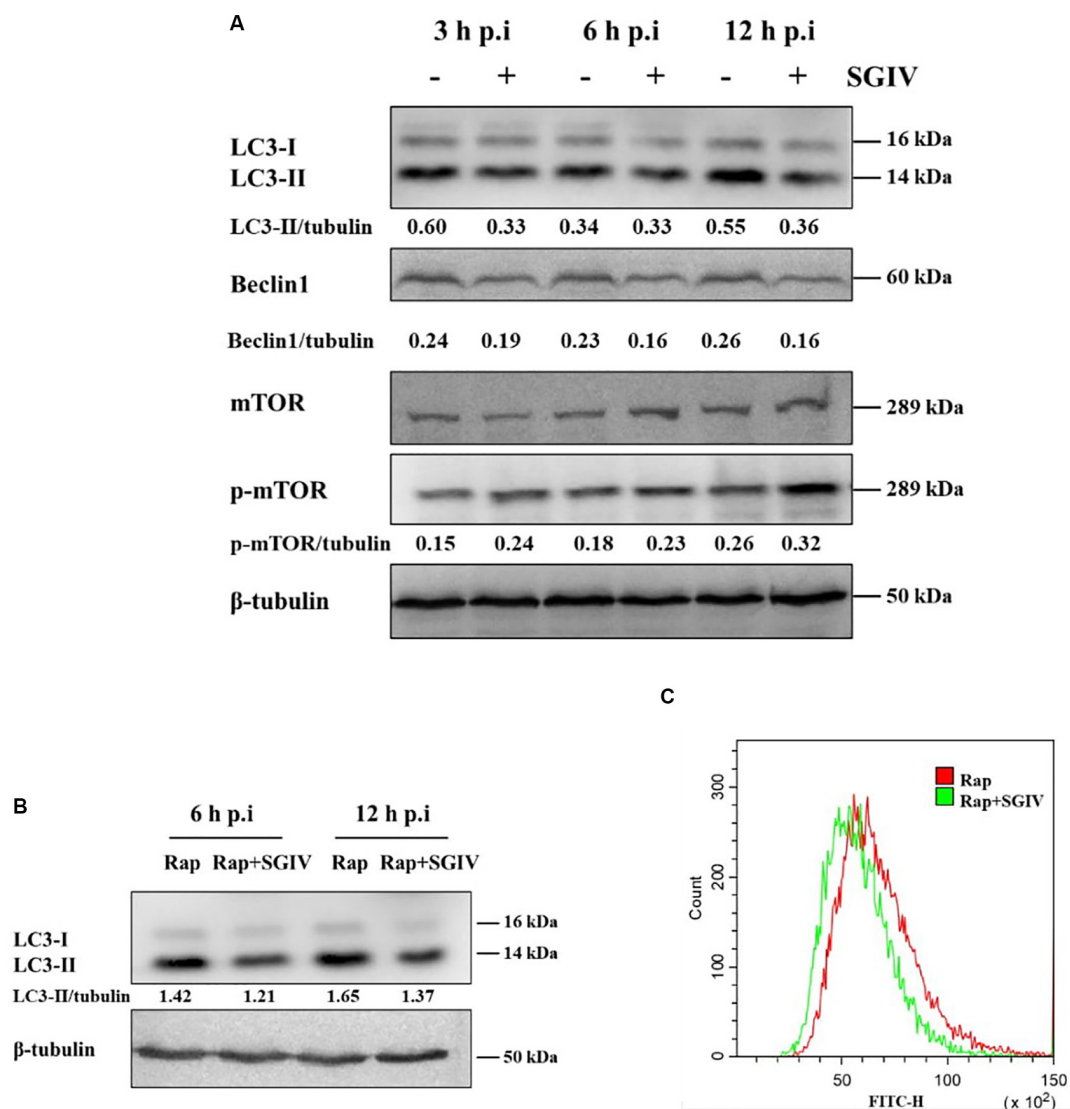 A
3 h p.i 6 h p.i 12 h p.i
- + - + - + SGIV
LC3-I
16 kDa
LC3-II
14 kDa
LC3-II/tubulin 0.60 0.33 0.34 0.33 0.55 0.36
Beclin1
60 kDa
Beclin1/tubulin 0.24 0.19 0.23 0.16 0.26 0.16
mTOR
289 kDa
p-mTOR
289 kDa
p-mTOR/tubulin 0.15 0.24 0.18 0.23 0.26 0.32
β-tubulin
50 kDa
B
6 h p.i 12 h p.i
Rap Rap+SGIV Rap Rap+SGIV
16 kDa
LC3-I
14 kDa
LC3-II
LC3-II/tubulin 1.42 1.21 1.65 1.37
β-tubulin
50 kDa
C
Rap
Rap+SGIV
300
200
100
0
Count
50 100 150
FITC-H
(x 10²)